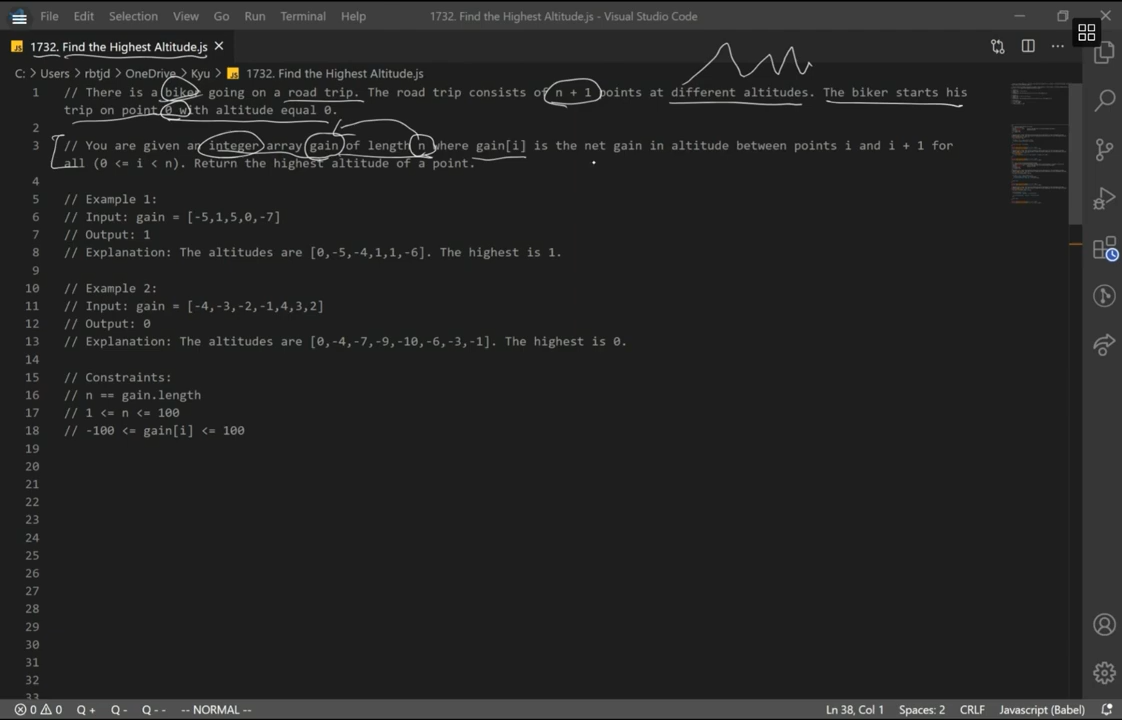 File Edit Selection View Go Run Terminal Help 1732. Find the Highest Altitude.js - Visual Studio Code
JS 1732. Find the Highest Altitude.js
C: > Users > rbtjd > OneDrive > Kyu > JS 1732. Find the Highest Altitude.js
1 // There is a biker going on a road trip. The road trip consists of n + 1 points at different altitudes. The biker starts his
trip on point 0 with altitude equal 0.
2
3 // You are given an integer array gain of length n where gain[i] is the net gain in altitude between points i and i + 1 for
all (0 <= i < n). Return the highest altitude of a point.
4
5 // Example 1:
6 // Input: gain = [-5,1,5,0,-7]
7 // Output: 1
8 // Explanation: The altitudes are [0,-5,-4,1,1,-6]. The highest is 1.
9
10 // Example 2:
11 // Input: gain = [-4,-3,-2,-1,4,3,2]
12 // Output: 0
13 // Explanation: The altitudes are [0,-4,-7,-9,-10,-6,-3,-1]. The highest is 0.
14
15 // Constraints:
16 // n == gain.length
17 // 1 <= n <= 100
18 // -100 <= gain[i] <= 100
19
20
21
22
23
24
25
26
27
28
29
30
31
32
33
0 0 Q + Q - Q - - -- NORMAL -- Ln 38, Col 1 Spaces: 2 CRLF Javascript (Babel)